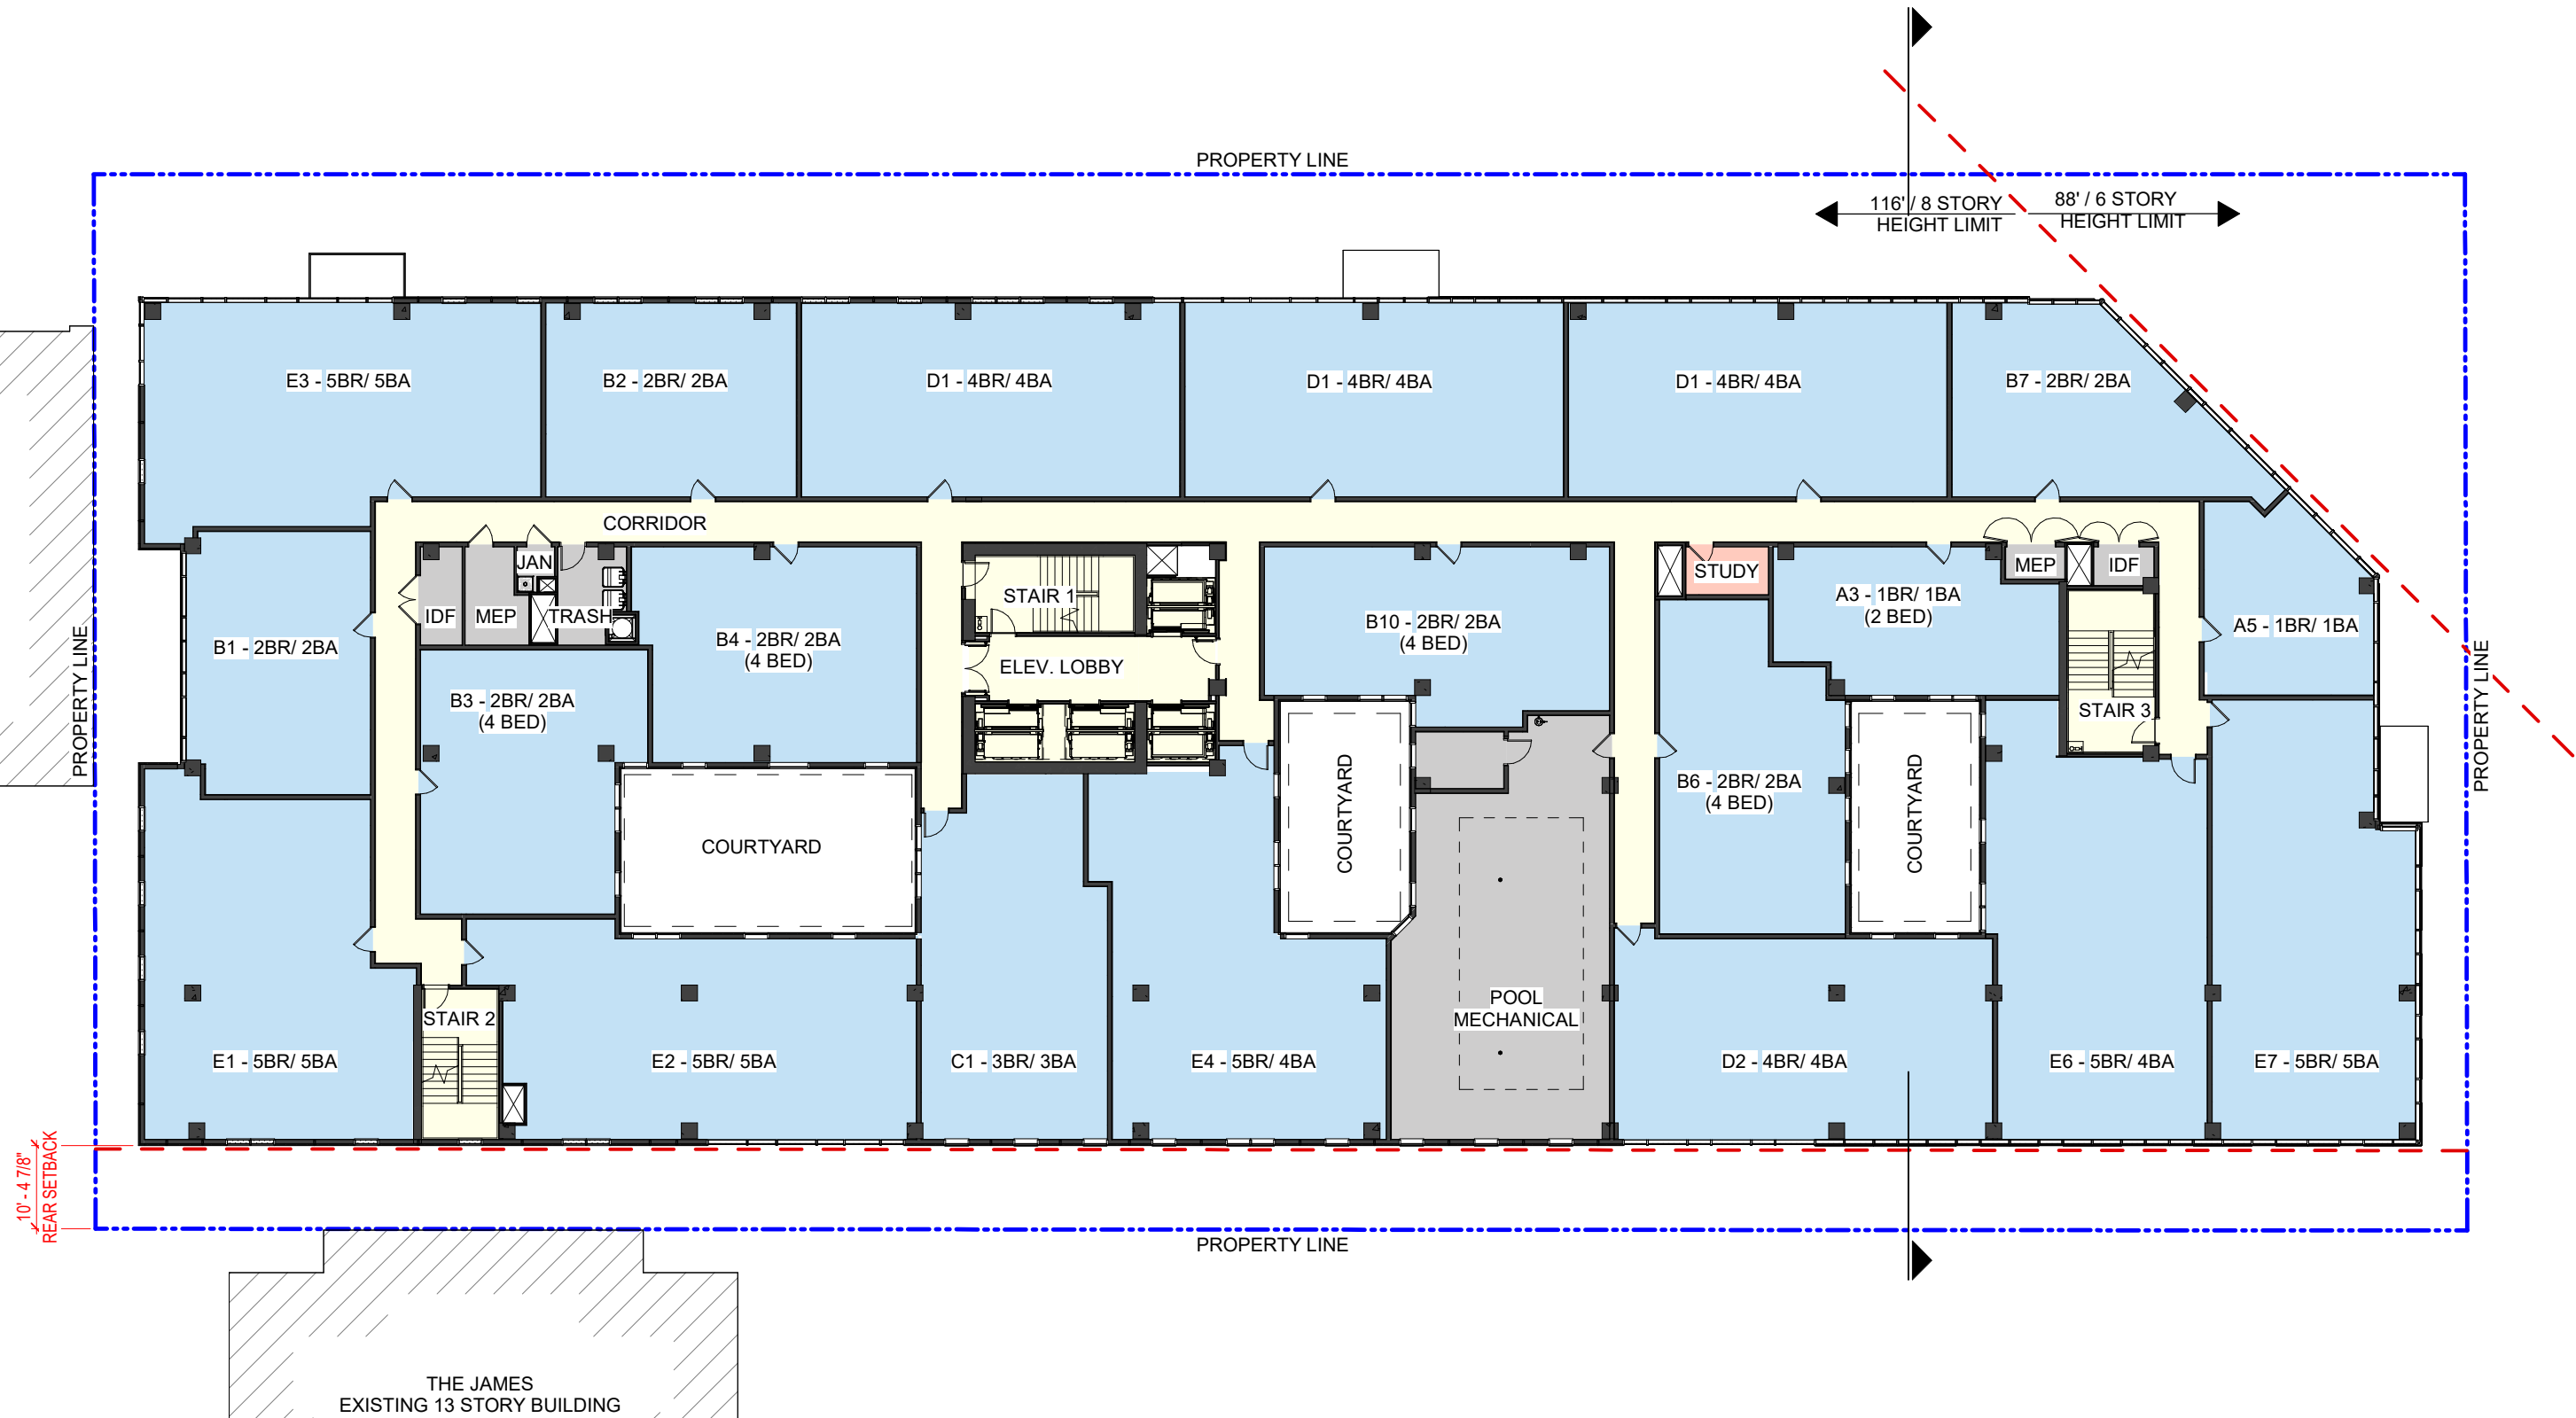 PROPERTY LINE
116' / 8 STORY
HEIGHT LIMIT
88' / 6 STORY
HEIGHT LIMIT
E3 - 5BR/ 5BA
B2 - 2BR/ 2BA
D1 - 4BR/ 4BA
D1 - 4BR/ 4BA
D1 - 4BR/ 4BA
B7 - 2BR/ 2BA
CORRIDOR
JAN
IDF
MEP
TRASH
STAIR 1
STUDY
MEP
IDF
A3 - 1BR/ 1BA
(2 BED)
B10 - 2BR/ 2BA
(4 BED)
A5 - 1BR/ 1BA
B1 - 2BR/ 2BA
B4 - 2BR/ 2BA
(4 BED)
ELEV. LOBBY
PROPERTY LINE
PROPERTY LINE
B3 - 2BR/ 2BA
(4 BED)
STAIR 3
B6 - 2BR/ 2BA
(4 BED)
COURTYARD
COURTYARD
COURTYARD
POOL
MECHANICAL
STAIR 2
E1 - 5BR/ 5BA
E2 - 5BR/ 5BA
C1 - 3BR/ 3BA
E4 - 5BR/ 4BA
D2 - 4BR/ 4BA
E6 - 5BR/ 4BA
E7 - 5BR/ 5BA
10' - 4 7/8"
REAR SETBACK
PROPERTY LINE
THE JAMES
EXISTING 13 STORY BUILDING